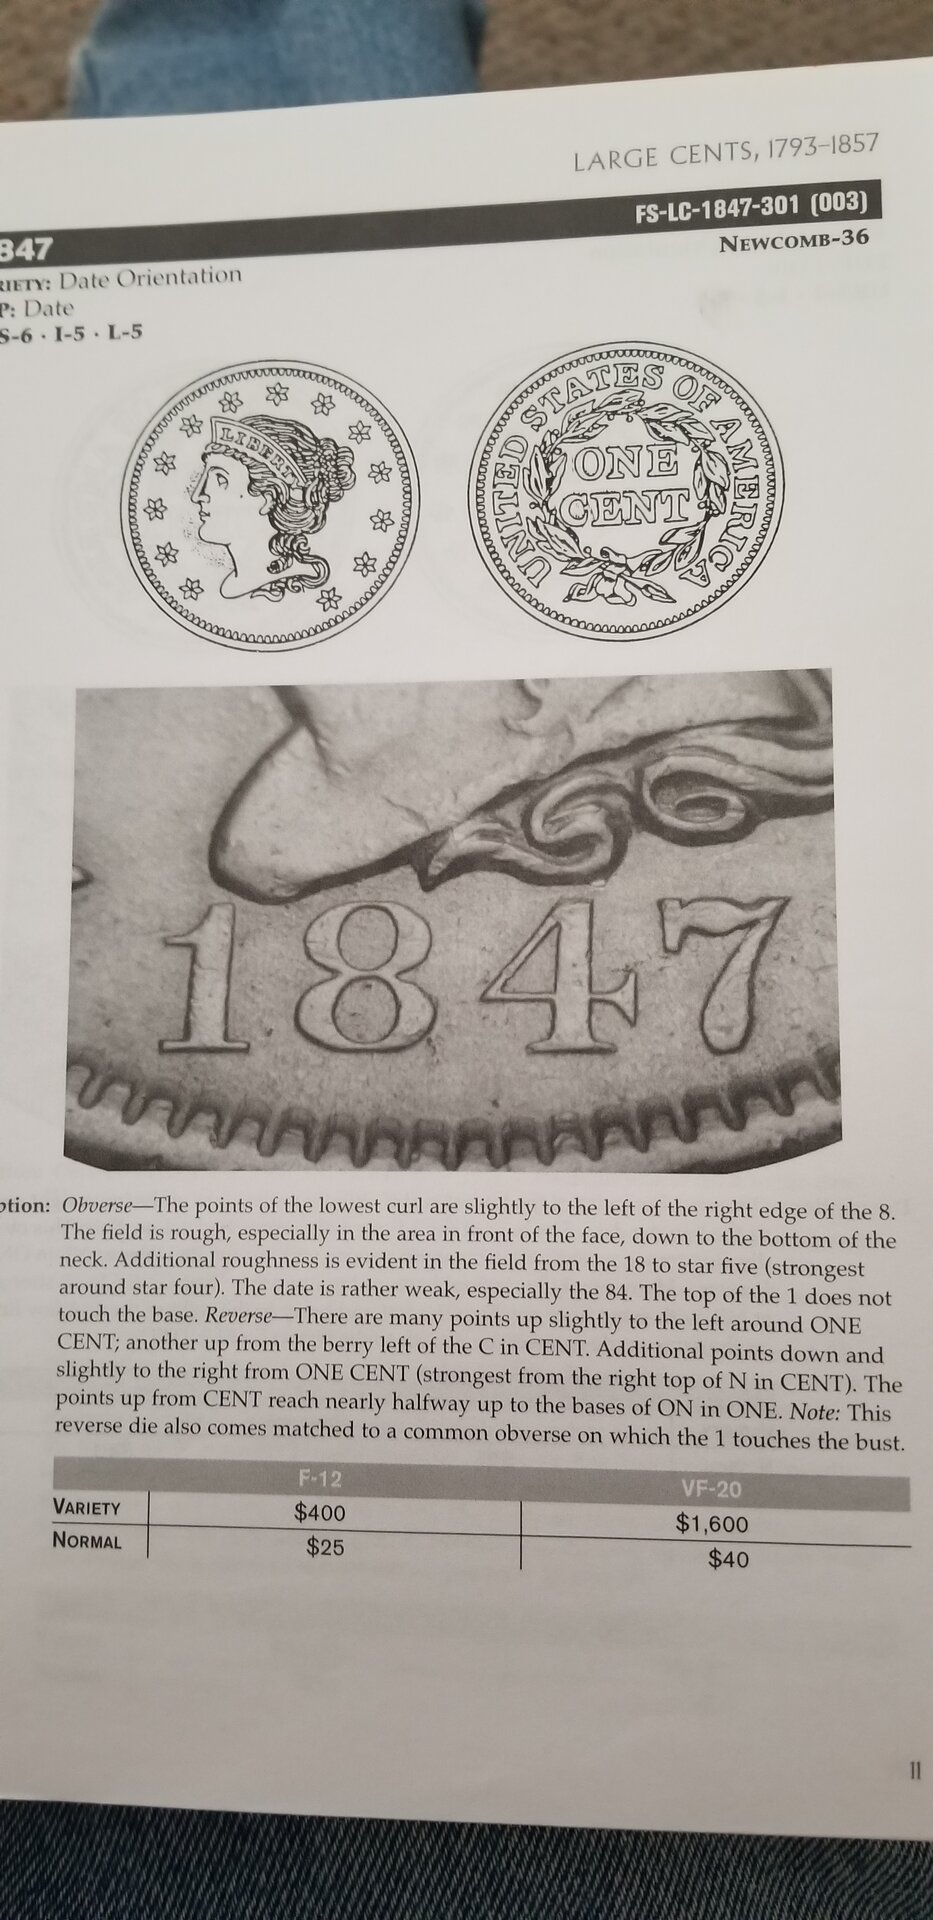 LARGE CENTS, 1793–1857
FS-LC-1847-301 (003)
847
NEWCOMB-36
RIETY: Date Orientation
P: Date
S-6 · I-5 · L-5
LIBERTY
UNITED STATES OF AMERICA
ONE
CENT
1847
ption: Obverse—The points of the lowest curl are slightly to the left of the right edge of the 8.
The field is rough, especially in the area in front of the face, down to the bottom of the
neck. Additional roughness is evident in the field from the 18 to star five (strongest
around star four). The date is rather weak, especially the 84. The top of the 1 does not
touch the base. Reverse—There are many points up slightly to the left around ONE
CENT; another up from the berry left of the C in CENT. Additional points down and
slightly to the right from ONE CENT (strongest from the right top of N in CENT). The
points up from CENT reach nearly halfway up to the bases of ON in ONE. Note: This
reverse die also comes matched to a common obverse on which the 1 touches the bust.
F-12 VF-20
VARIETY $400 $1,600
NORMAL $25 $40
11